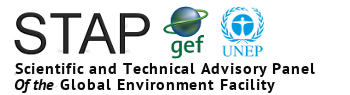 STAP gef UNEP
Scientific and Technical Advisory Panel
Of the Global Environment Facility